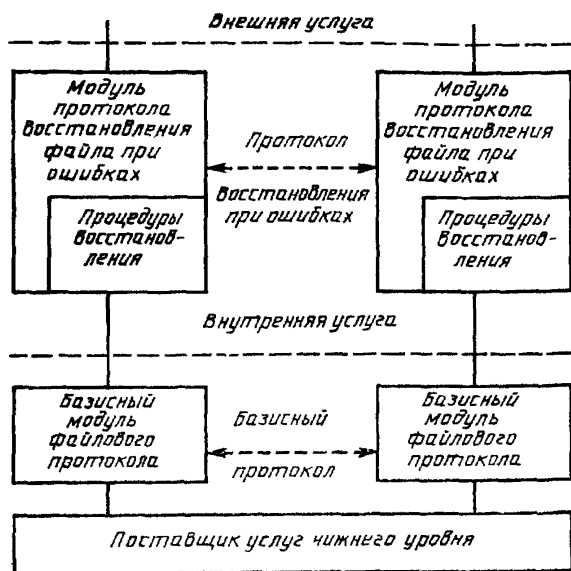 Внешняя услуга
Модуль
протокола
восстановления
файла при
ошибках
Процедуры
восстанов-
ления
Протокол
восстановления
при ошибках
Модуль
протокола
восстановления
файла при
ошибках
Процедуры
восстанов-
ления
Внутренняя услуга
Базисный
модуль
файлового
протокола
Базисный
протокол
Базисный
модуль
файлового
протокола
Поставщик услуг чижнего уровня